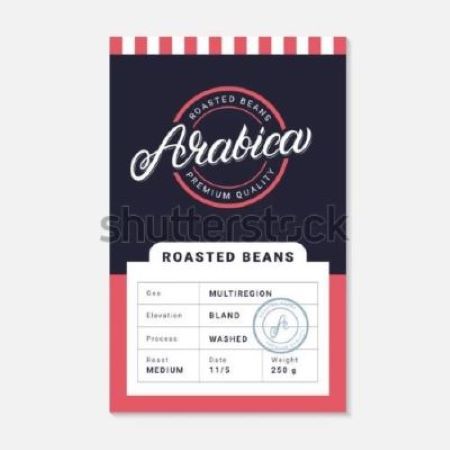 ROASTED BEANS
Arabica
PREMIUM QUALITY
shutterstock
ROASTED BEANS
Geo MULTIREGION
Elevation BLAND
Process WASHED
Roast Date Weight
MEDIUM 11/5 250 g
A